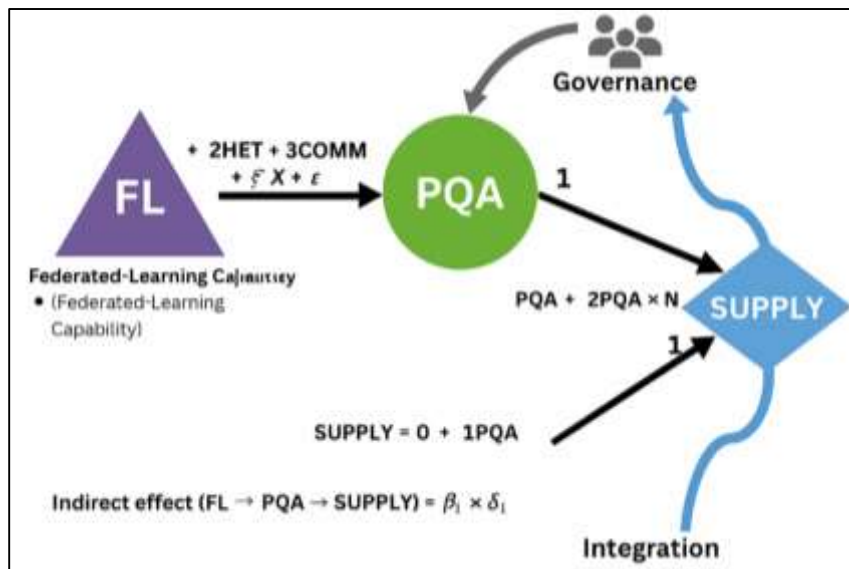 Governance
+ 2HET + 3COMM
+ ξ X + ε
FL
PQA
1
Federated-Learning
• (Federated-Learning
Capability)
PQA + 2PQA × N
SUPPLY
1
SUPPLY = 0 + 1PQA
Indirect effect (FL → PQA → SUPPLY) = β₁ × δ₁
Integration